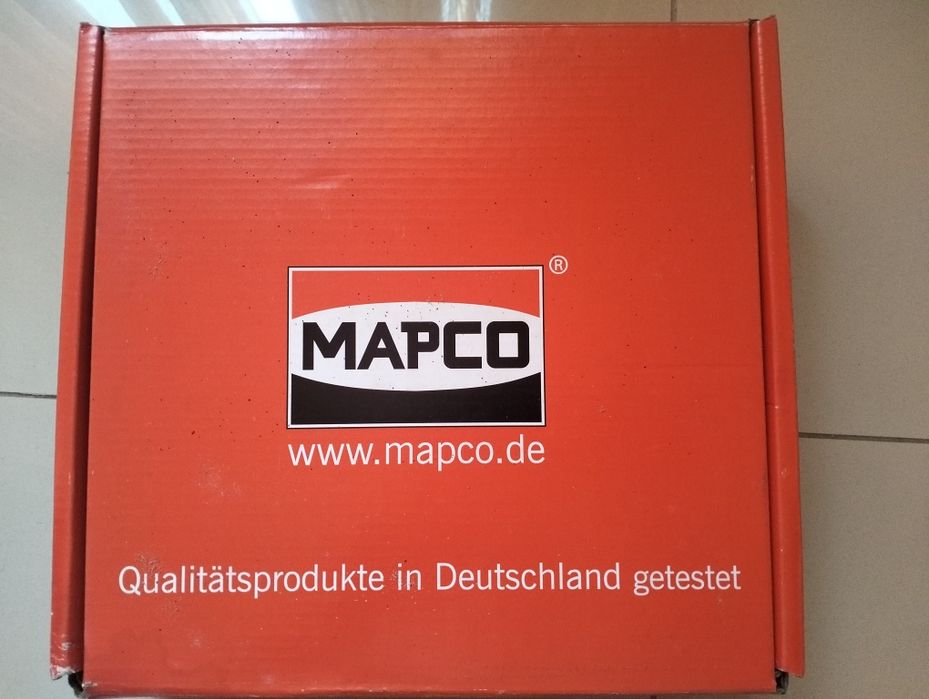 ®
MAPCO
www.mapco.de
Qualitätsprodukte in Deutschland getestet